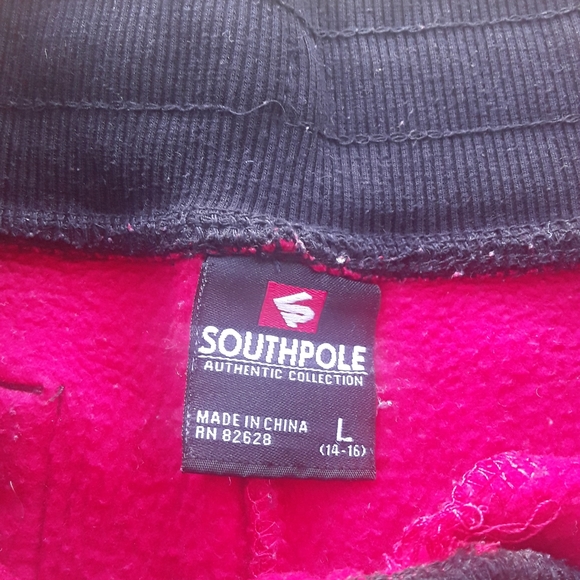 SOUTHPOLE
AUTHENTIC COLLECTION
MADE IN CHINA
RN 82628
L
(14-16)